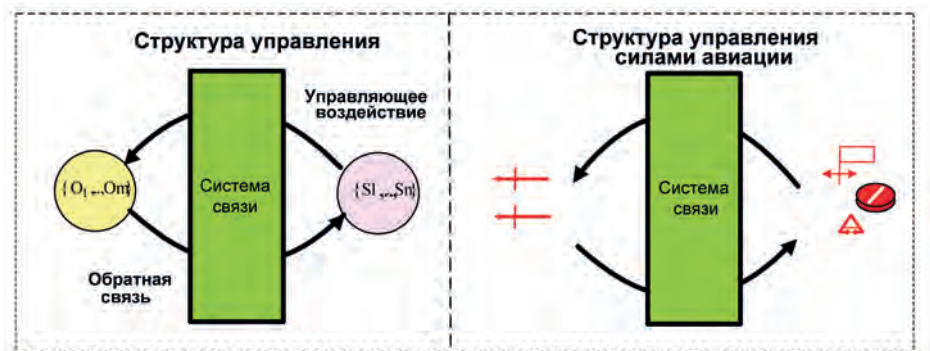 Структура управления
Управляющее
воздействие
{O1,..,Om}
Система
связи
{S1,..,Sn}
Обратная
связь
Структура управления
силами авиации
Система
связи